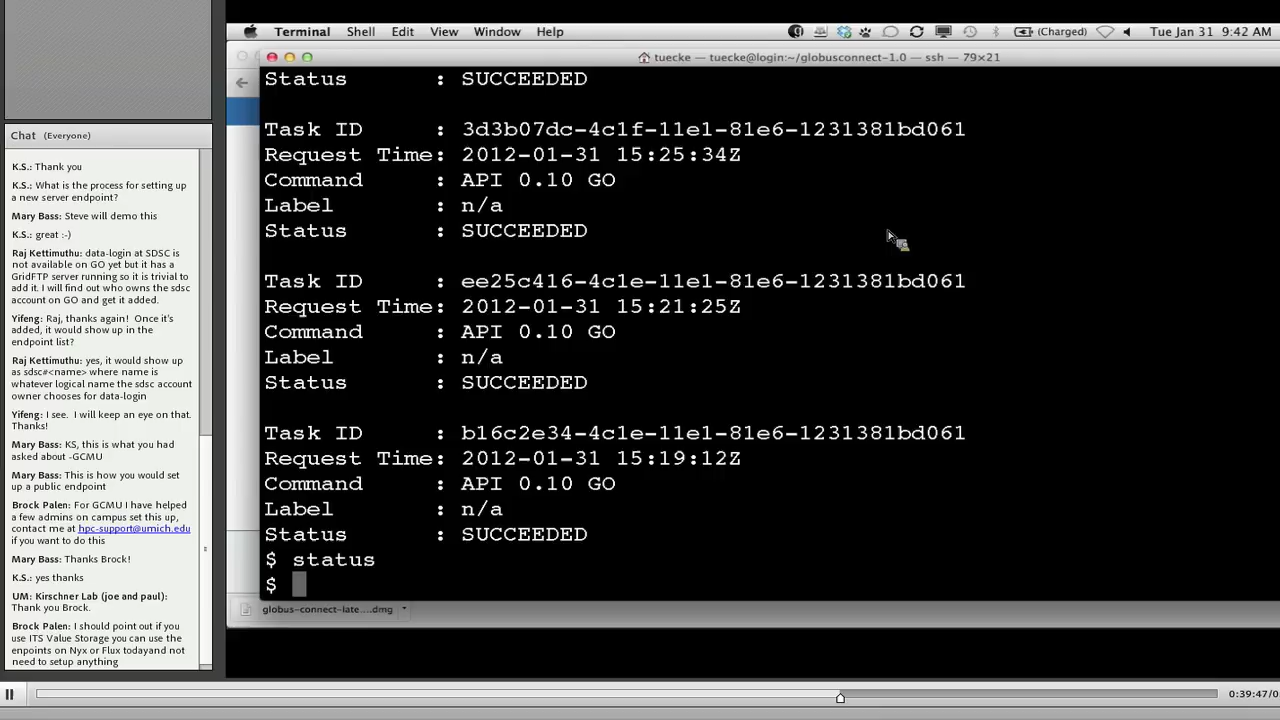 Terminal Shell Edit View Window Help (Charged) Tue Jan 31 9:42 AM
tuecke — tuecke@login:~/globusconnect-1.0 — ssh — 79×21
Status : SUCCEEDED
Task ID : 3d3b07dc-4c1f-11e1-81e6-1231381bd061
Request Time: 2012-01-31 15:25:34Z
Command : API 0.10 GO
Label : n/a
Status : SUCCEEDED
Task ID : ee25c416-4c1e-11e1-81e6-1231381bd061
Request Time: 2012-01-31 15:21:25Z
Command : API 0.10 GO
Label : n/a
Status : SUCCEEDED
Task ID : b16c2e34-4c1e-11e1-81e6-1231381bd061
Request Time: 2012-01-31 15:19:12Z
Command : API 0.10 GO
Label : n/a
Status : SUCCEEDED
$ status
$
globus-connect-late....dmg
Chat (Everyone)
K.S.: Thank you
K.S.: What is the process for setting up
a new server endpoint?
Mary Bass: Steve will demo this
K.S.: great :-)
Raj Kettimuthu: data-login at SDSC is
not available on GO yet but it has a
GridFTP server running so it is trivial to
add it. I will find out who owns the sdsc
account on GO and get it added.
Yifeng: Raj, thanks again! Once it's
added, it would show up in the
endpoint list?
Raj Kettimuthu: yes, it would show up
as sdsc#<name> where name is
whatever logical name the sdsc account
owner chooses for data-login
Yifeng: I see. I will keep an eye on that.
Thanks!
Mary Bass: KS, this is what you had
asked about -GCMU
Mary Bass: This is how you would set
up a public endpoint
Brock Palen: For GCMU I have helped
a few admins on campus set this up,
contact me at hpc-support@umich.edu
if you want to do this
Mary Bass: Thanks Brock!
K.S.: yes thanks
UM: Kirschner Lab (joe and paul):
Thank you Brock.
Brock Palen: I should point out if you
use ITS Value Storage you can use the
enpoints on Nyx or Flux todayand not
need to setup anything
0:39:47/0